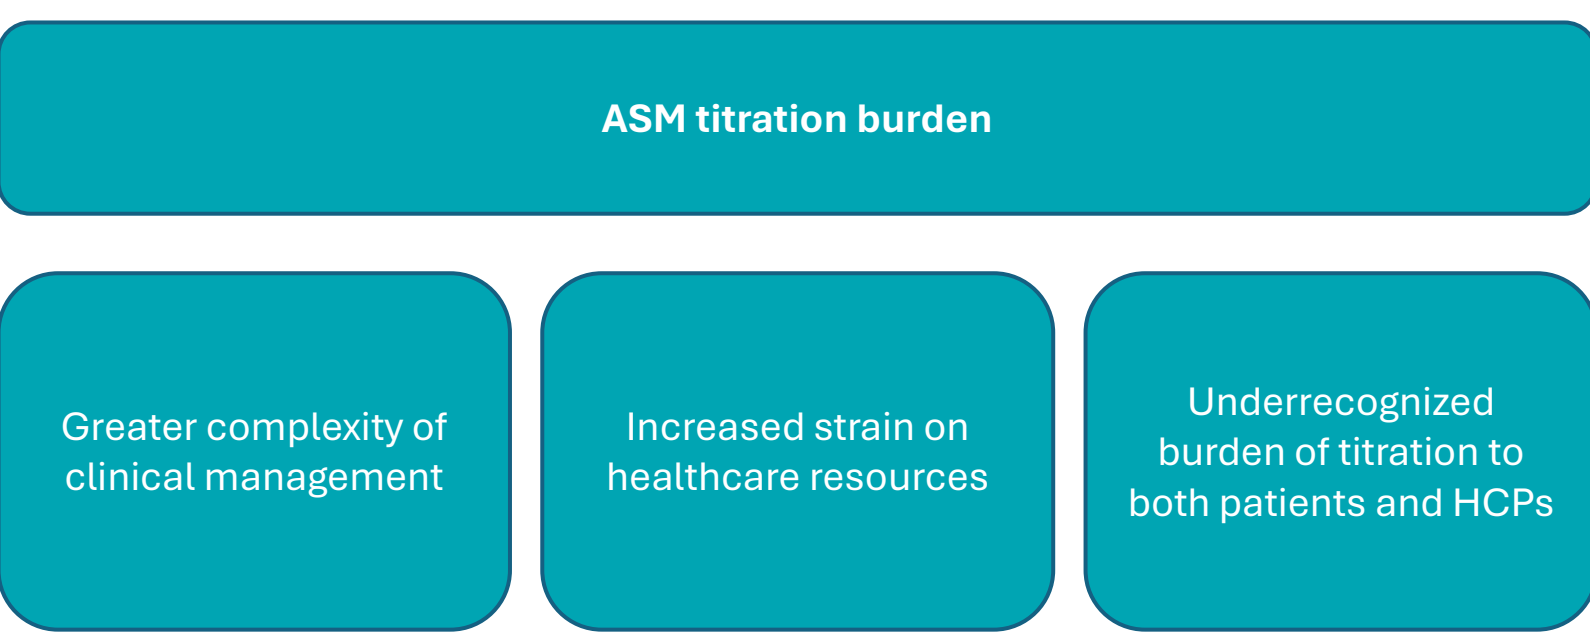 ASM titration burden
Greater complexity of
clinical management
Increased strain on
healthcare resources
Underrecognized
burden of titration to
both patients and HCPs